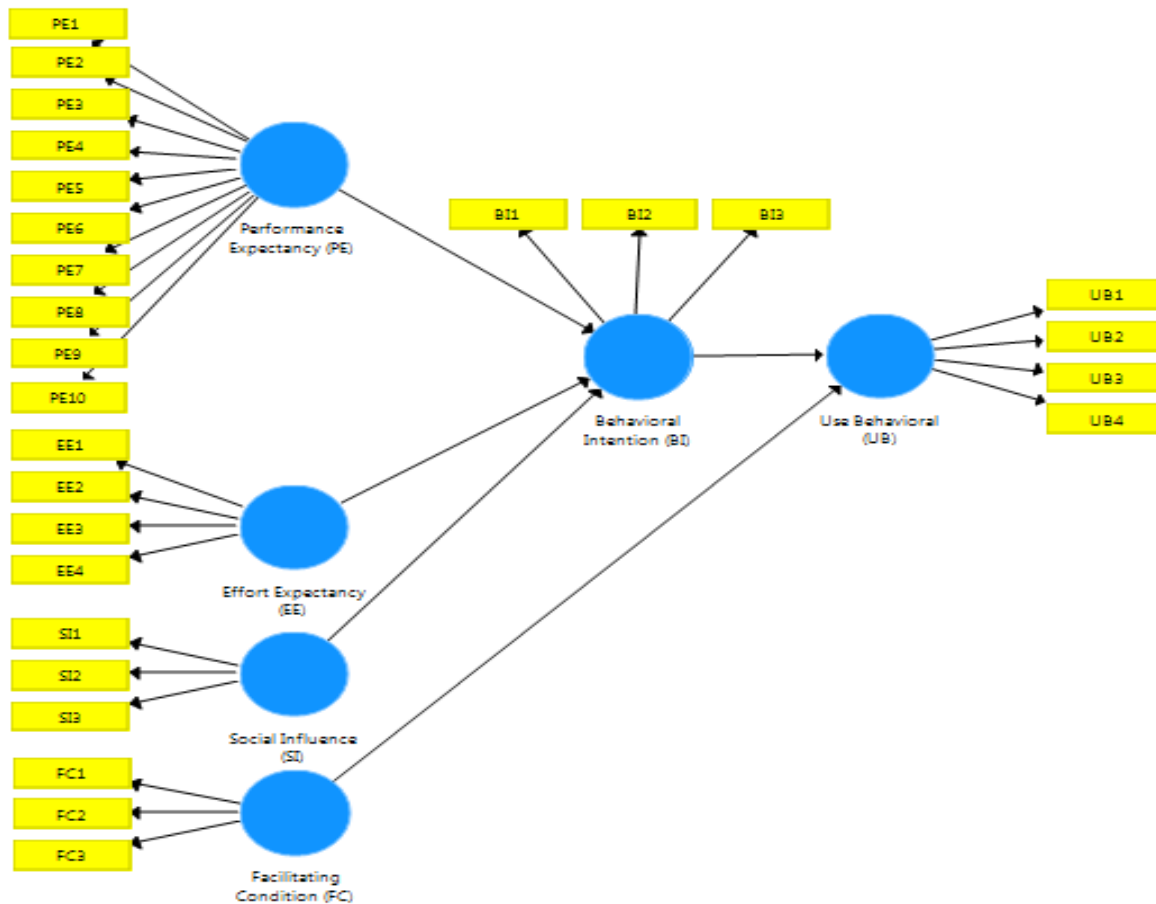 PE1
PE2
PE3
PE4
PE5
PE6
PE7
PE8
PE9
PE10
Performance
Expectancy (PE)
EE1
EE2
EE3
EE4
Effort Expectancy
(EE)
SI1
SI2
SI3
Social Influence
(SI)
FC1
FC2
FC3
Facilitating
Condition (FC)
BI1
BI2
BI3
Behavioral
Intention (BI)
Use Behavioral
(UB)
UB1
UB2
UB3
UB4